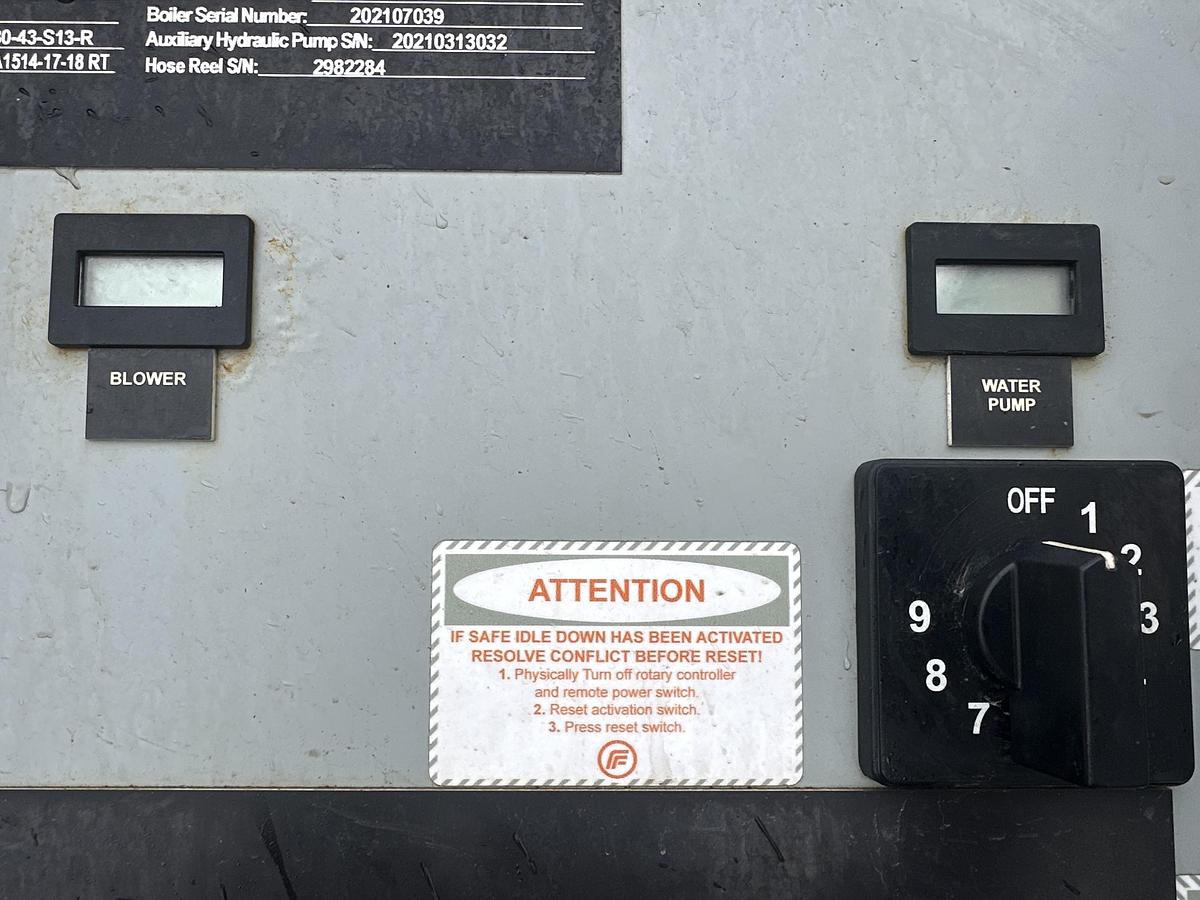 Boiler Serial Number: 202107039
30-43-S13-R Auxiliary Hydraulic Pump S/N: 20210313032
A1514-17-18 RT Hose Reel S/N: 2982284
BLOWER
WATER
PUMP
OFF
1
2
3
9
8
7
ATTENTION
IF SAFE IDLE DOWN HAS BEEN ACTIVATED
RESOLVE CONFLICT BEFORE RESET!
1. Physically Turn off rotary controller
and remote power switch.
2. Reset activation switch.
3. Press reset switch.